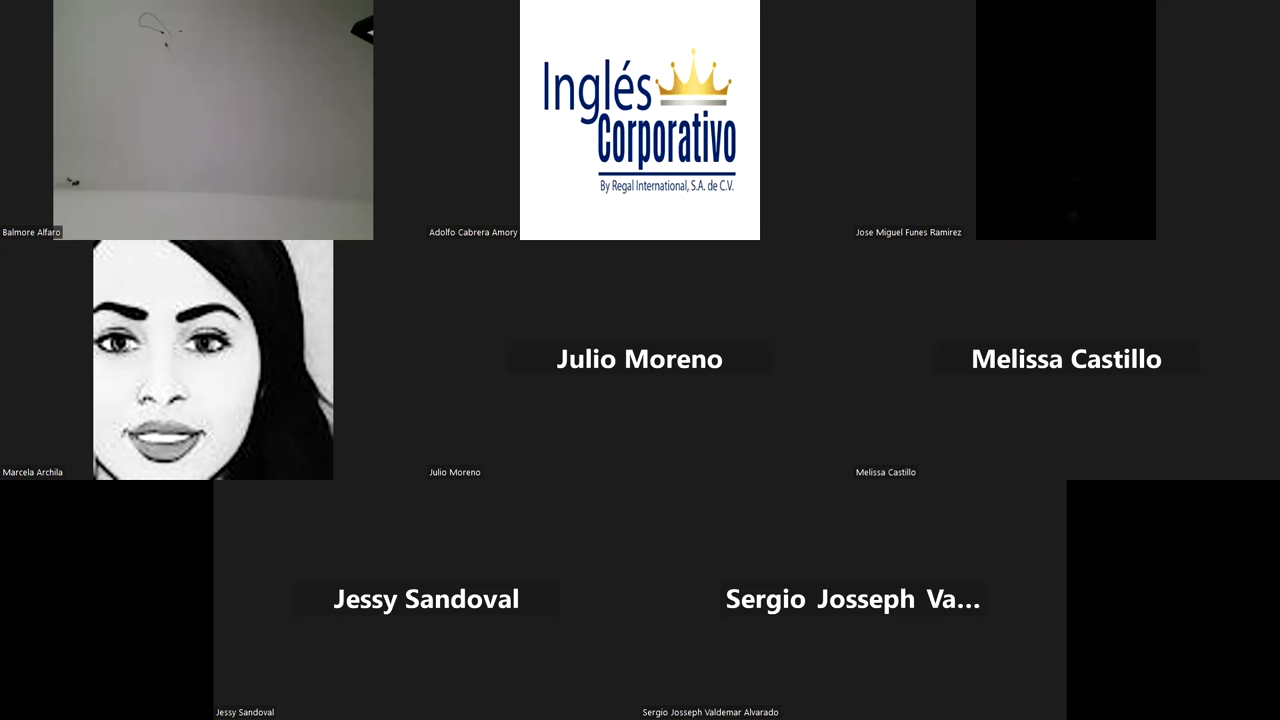 Inglés
Corporativo
By Regal International, S.A. de C.V.
Balmore Alfaro
Adolfo Cabrera Amory
Jose Miguel Funes Ramirez
Julio Moreno
Melissa Castillo
Marcela Archila
Julio Moreno
Melissa Castillo
Jessy Sandoval
Sergio Josseph Va...
Jessy Sandoval
Sergio Josseph Valdemar Alvarado